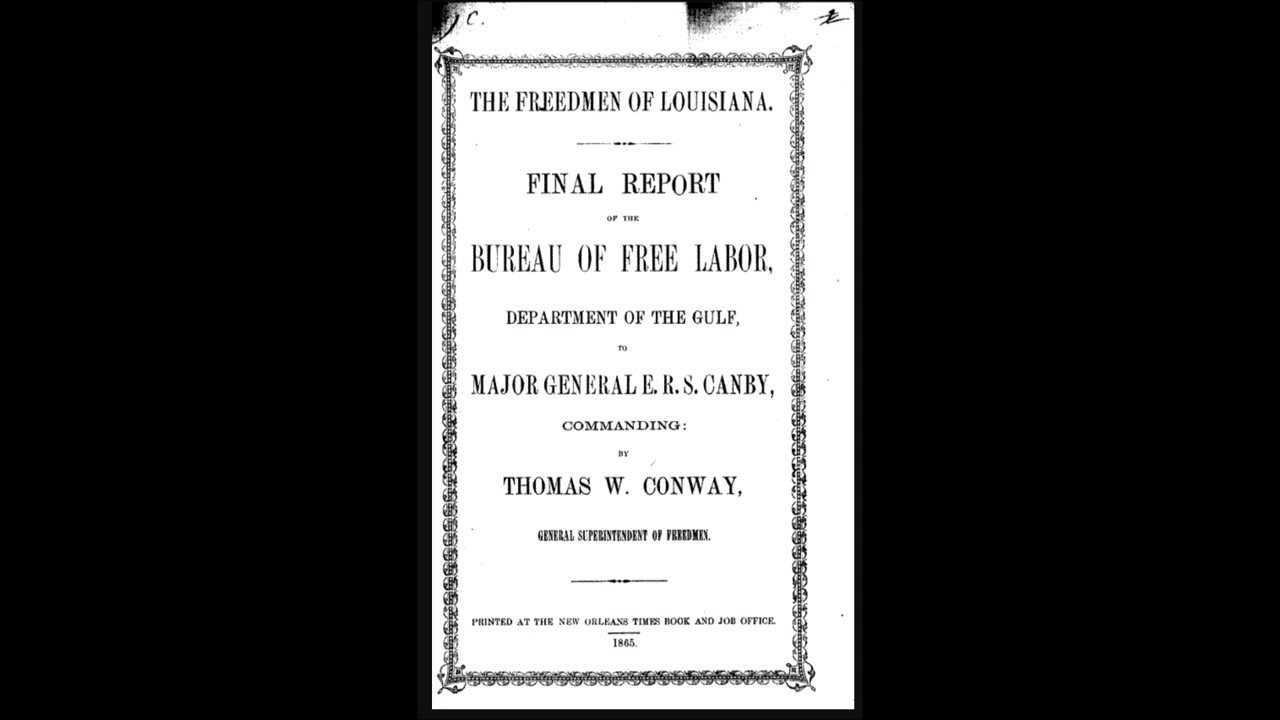 C.
THE FREEDMEN OF LOUISIANA.
FINAL REPORT
OF THE
BUREAU OF FREE LABOR,
DEPARTMENT OF THE GULF,
TO
MAJOR GENERAL E. R. S. CANBY,
COMMANDING:
BY
THOMAS W. CONWAY,
GENERAL SUPERINTENDENT OF FREEDMEN.
PRINTED AT THE NEW ORLEANS TIMES BOOK AND JOB OFFICE.
1865.